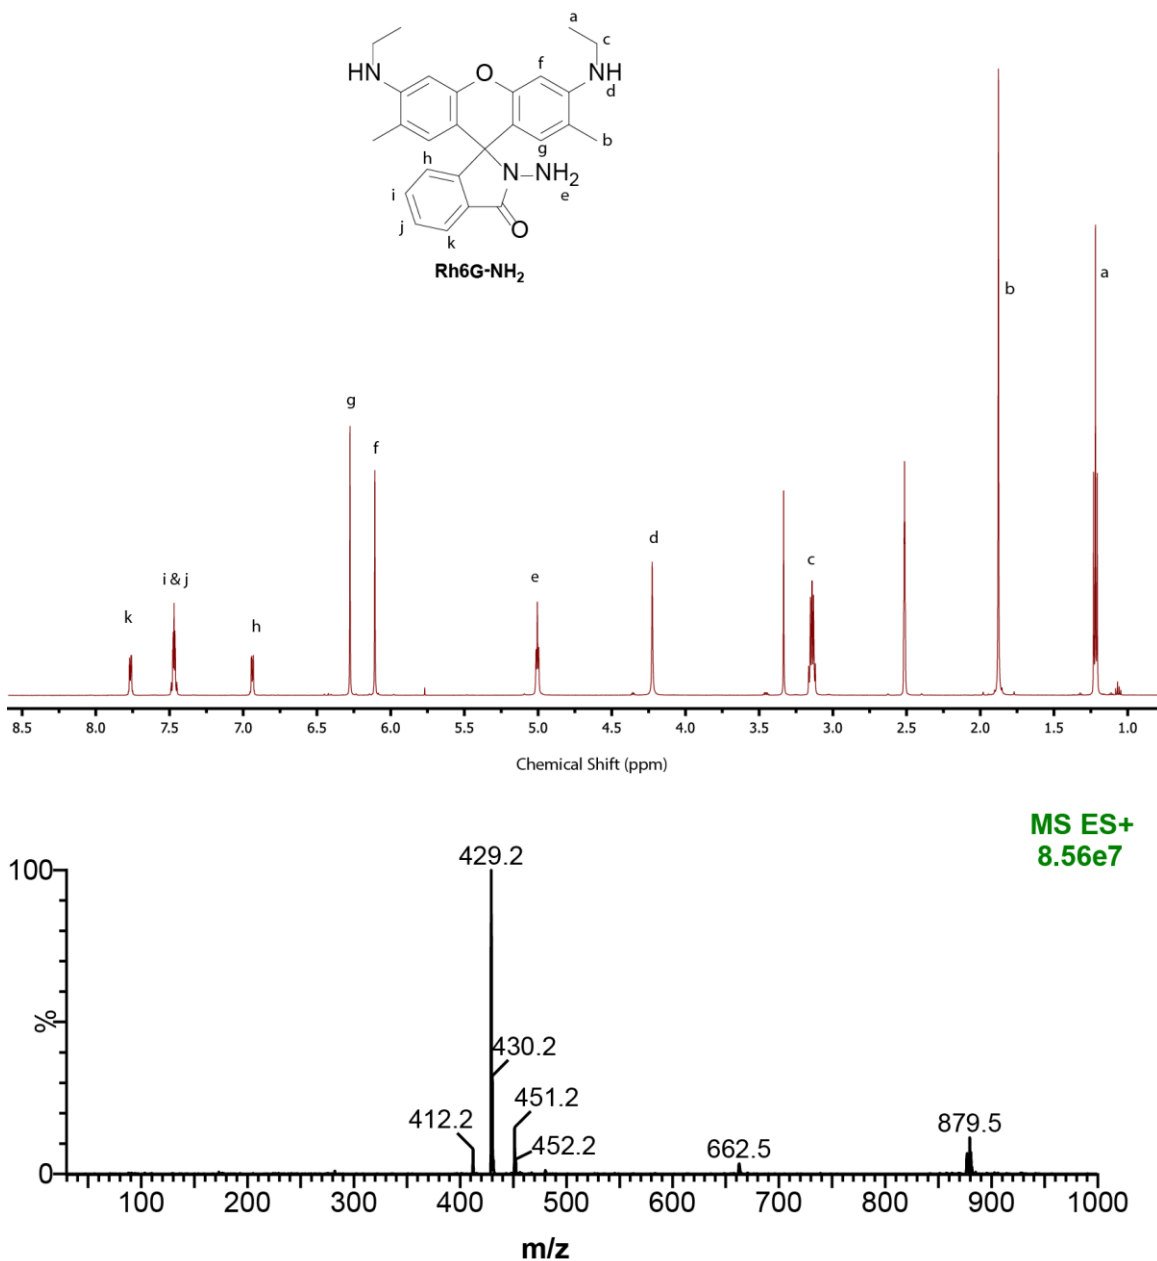 a
c
HN
O
f
NH
d
b
g
h
N
NH2
e
i
j
O
k
Rh6G-NH2
b
a
g
f
e
d
c
i & j
k
h
8.5 8.0 7.5 7.0 6.5 6.0 5.5 5.0 4.5 4.0 3.5 3.0 2.5 2.0 1.5 1.0
Chemical Shift (ppm)
MS ES+
8.56e7
100
429.2
430.2
451.2
412.2
452.2
662.5
879.5
%
0
100 200 300 400 500 600 700 800 900 1000
m/z